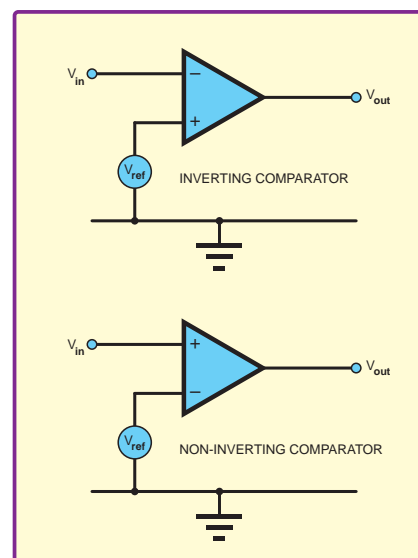 Vin
−
Vout
+
Vref
INVERTING COMPARATOR
Vin
+
Vout
−
Vref
NON-INVERTING COMPARATOR